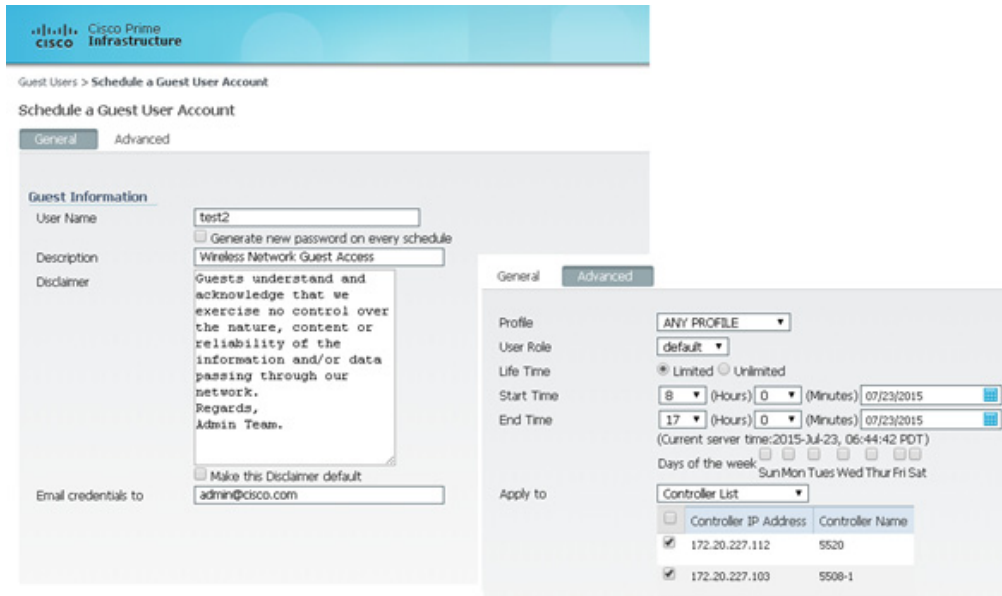 Cisco Prime
CISCO Infrastructure
Guest Users > Schedule a Guest User Account
Schedule a Guest User Account
General Advanced
Guest Information
User Name test2
Generate new password on every schedule
Description Wireless Network Guest Access
Disclaimer
Guests understand and
acknowledge that we
exercise no control over
the nature, content or
reliability of the
information and/or data
passing through our
network.
Regards,
Admin Team.
Make this Disclaimer default
Email credentials to admin@cisco.com
General Advanced
Profile ANY PROFILE
User Role default
Life Time Limited Unlimited
Start Time 8 (Hours) 0 (Minutes) 07/23/2015
End Time 17 (Hours) 0 (Minutes) 07/23/2015
(Current server time:2015-Jul-23, 06:44:42 PDT)
Days of the week
Sun Mon Tues Wed Thur Fri Sat
Apply to Controller List
Controller IP Address Controller Name
172.20.227.112 5520
172.20.227.103 5508-1